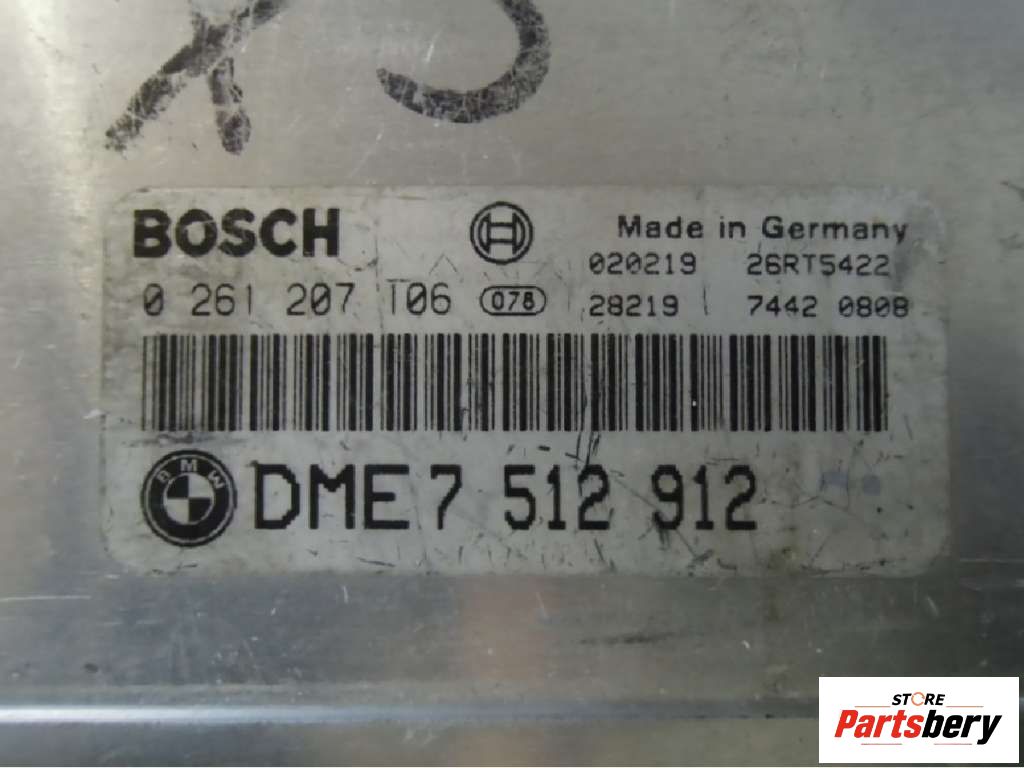 X5
BOSCH
Made in Germany
020219 26RT5422
0 261 207 106 078 28219 7442 0808
BMW
DME 7 512 912
STORE
Partsbery